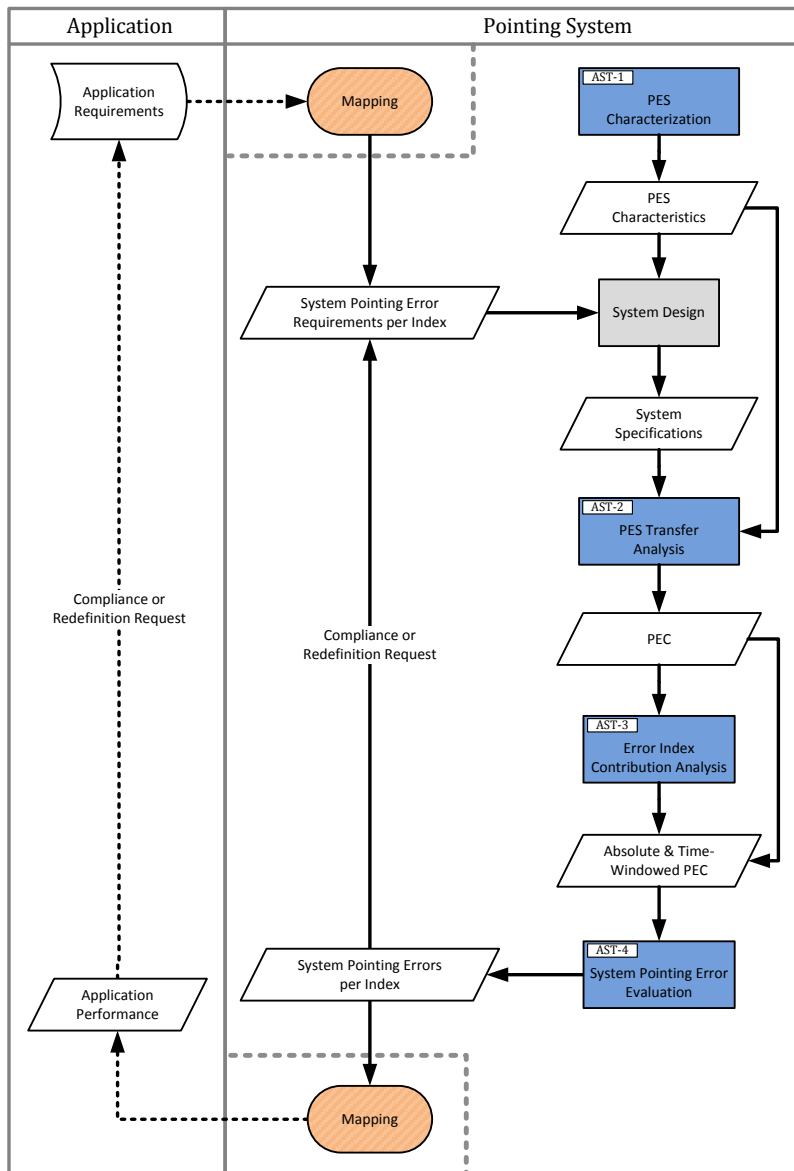 Application
Pointing System
Application
Requirements
Mapping
AST-1
PES
Characterization
PES
Characteristics
System Pointing Error
Requirements per Index
System Design
System
Specifications
AST-2
PES Transfer
Analysis
Compliance or
Redefinition Request
Compliance or
Redefinition Request
PEC
AST-3
Error Index
Contribution Analysis
Absolute & Time-
Windowed PEC
AST-4
System Pointing Error
Evaluation
System Pointing Errors
per Index
Application
Performance
Mapping